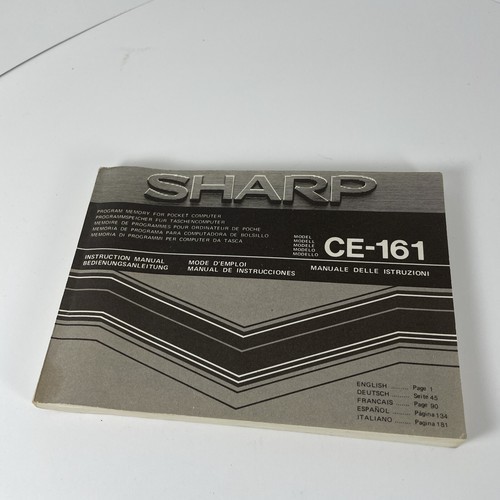 SHARP
PROGRAM MEMORY FOR POCKET COMPUTER
PROGRAMMSPEICHER FÜR TASCHENCOMPUTER
MEMOIRE DE PROGRAMMES POUR ORDINATEUR DE POCHE
MEMORIA DE PROGRAMA PARA COMPUTADORA DE BOLSILLO
MEMORIA DI PROGRAMMI PER COMPUTER DA TASCA
MODEL
MODELL
MODELE
MODELO
MODELLO
CE-161
INSTRUCTION MANUAL
BEDIENUNGSANLEITUNG
MODE D'EMPLOI
MANUAL DE INSTRUCCIONES
MANUALE DELLE ISTRUZIONI
ENGLISH ........ Page 1
DEUTSCH ........ Seite 45
FRANCAIS ........ Page 90
ESPAÑOL ........ Página 134
ITALIANO ........ Pagina 181